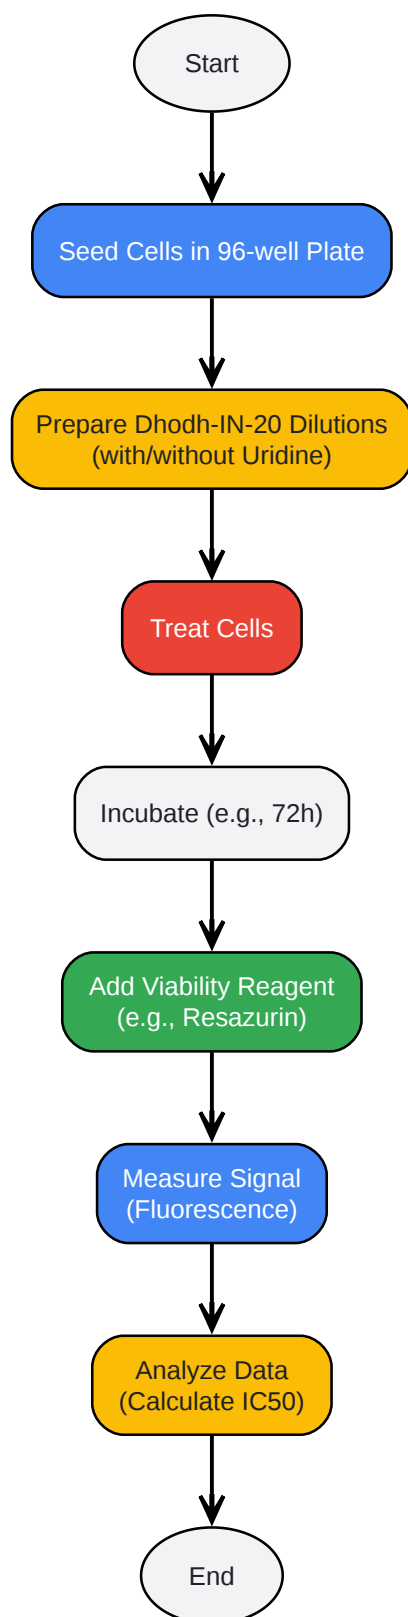 Start
Seed Cells in 96-well Plate
Prepare Dhodh-IN-20 Dilutions
(with/without Uridine)
Treat Cells
Incubate (e.g., 72h)
Add Viability Reagent
(e.g., Resazurin)
Measure Signal
(Fluorescence)
Analyze Data
(Calculate IC50)
End